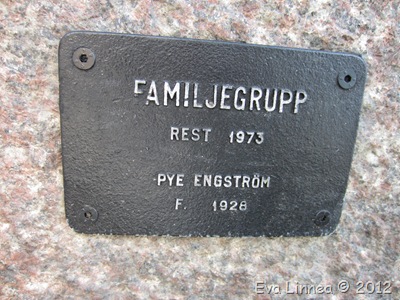 FAMILJEGRUPP
REST 1973
PYE ENGSTRÖM
F. 1928
Eva Linnea © 2012